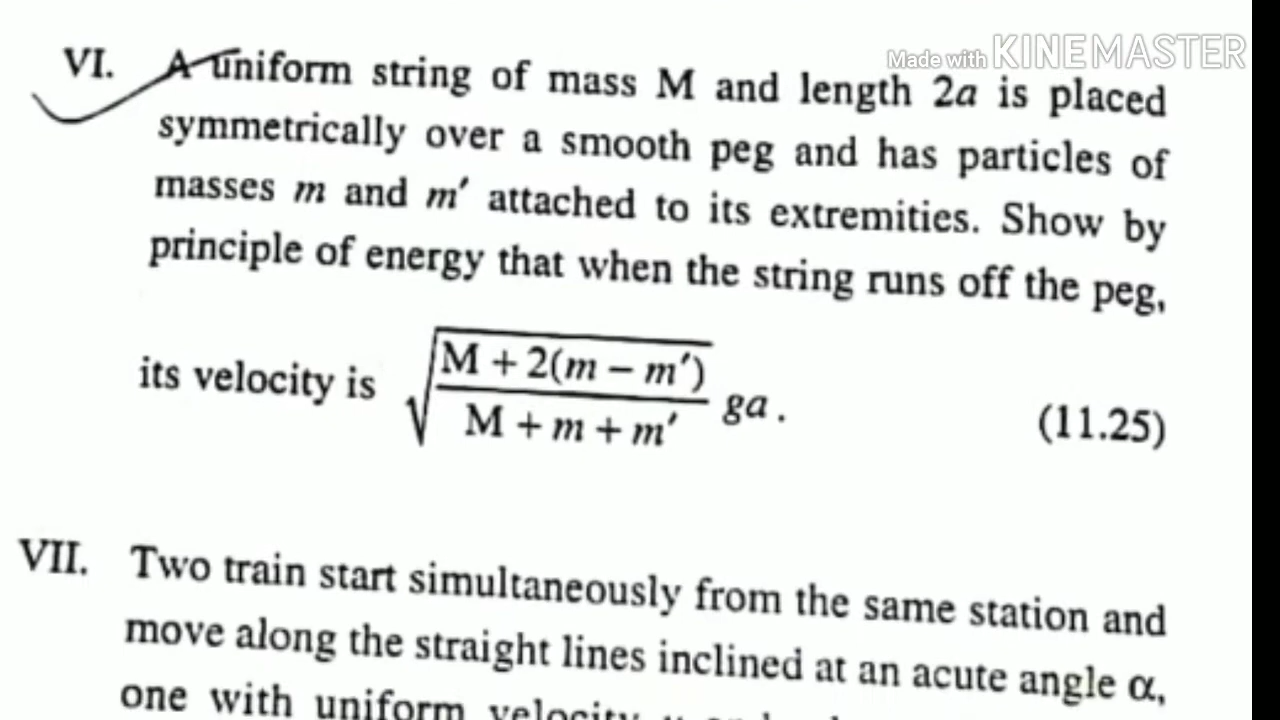 Made with KINEMASTER
VI. A uniform string of mass M and length 2a is placed
symmetrically over a smooth peg and has particles of
masses m and m′ attached to its extremities. Show by
principle of energy that when the string runs off the peg,
its velocity is √((M + 2(m − m′))/(M + m + m′)) ga . (11.25)
VII. Two train start simultaneously from the same station and
move along the straight lines inclined at an acute angle α,
one with uniform velocity